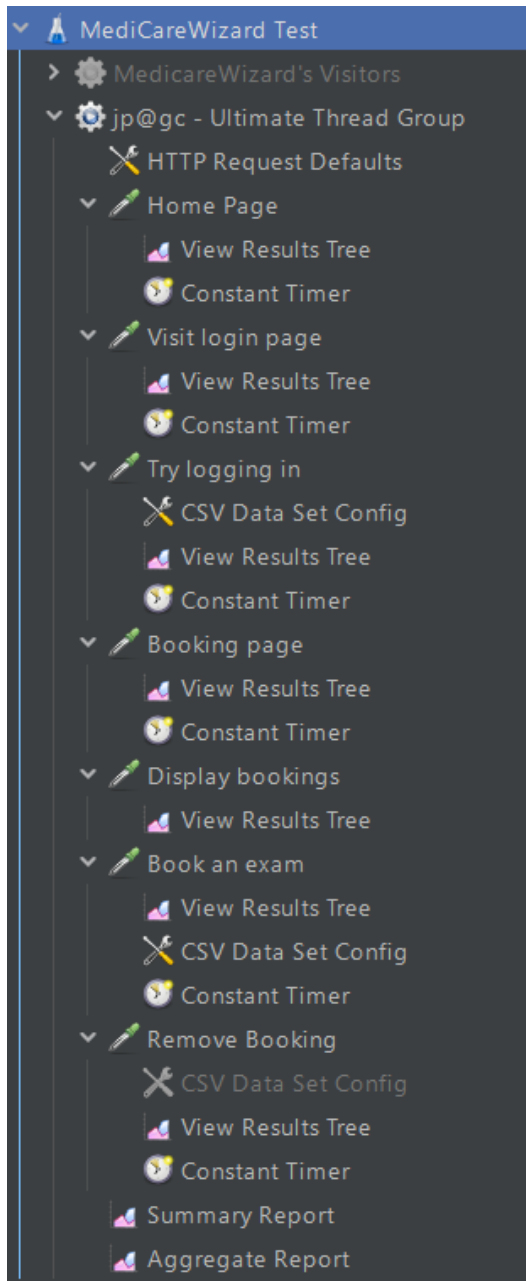 MediCareWizard Test
MedicareWizard's Visitors
jp@gc - Ultimate Thread Group
HTTP Request Defaults
Home Page
View Results Tree
Constant Timer
Visit login page
View Results Tree
Constant Timer
Try logging in
CSV Data Set Config
View Results Tree
Constant Timer
Booking page
View Results Tree
Constant Timer
Display bookings
View Results Tree
Book an exam
View Results Tree
CSV Data Set Config
Constant Timer
Remove Booking
CSV Data Set Config
View Results Tree
Constant Timer
Summary Report
Aggregate Report